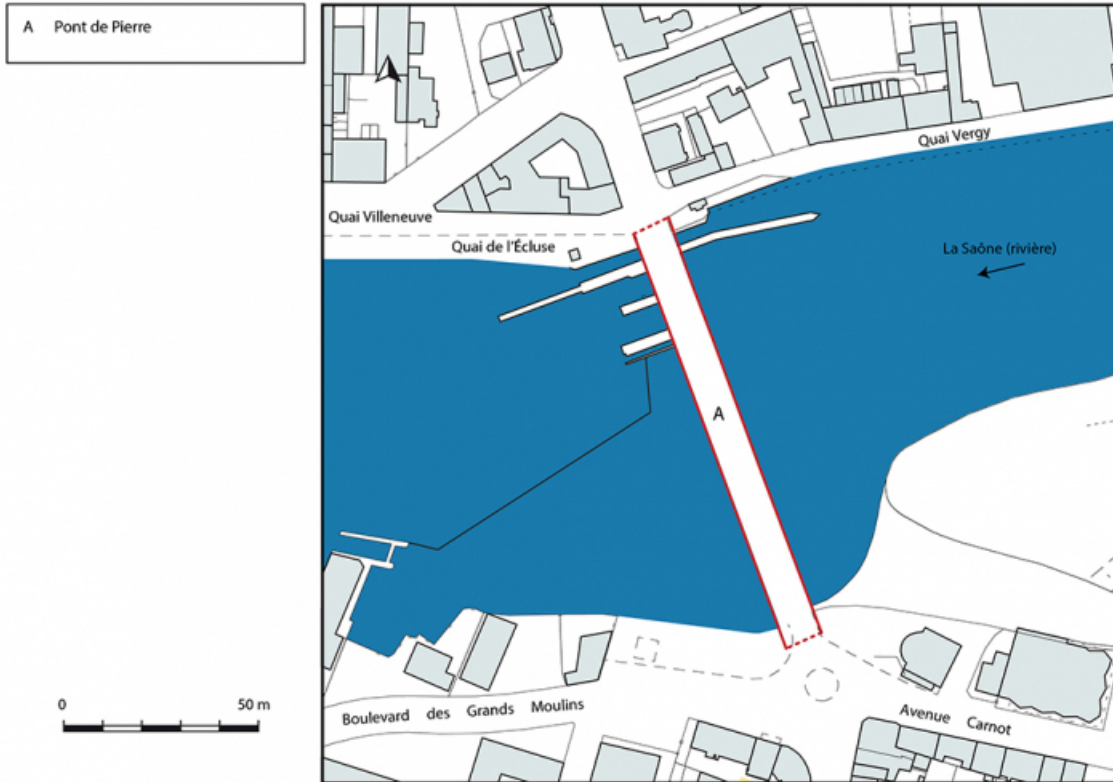 A Pont de Pierre
Quai Vergy
Quai Villeneuve
Quai de l'Écluse
La Saône (rivière)
A
0 50 m
Boulevard des Grands Moulins
Avenue Carnot